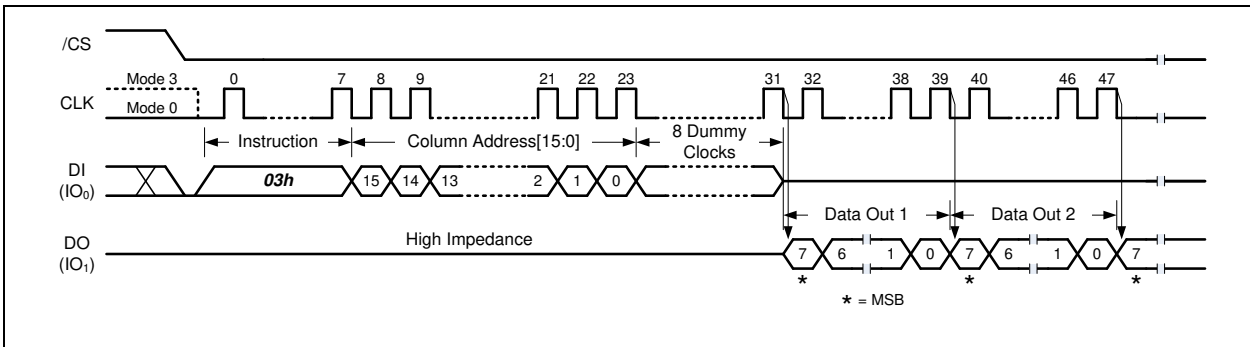 /CS
Mode 3 0 7 8 9 21 22 23 31 32 38 39 40 46 47
CLK Mode 0
Instruction Column Address[15:0] 8 Dummy Clocks
DI (IO₀) 03h 15 14 13 2 1 0
Data Out 1 Data Out 2
DO (IO₁) High Impedance 7 6 1 0 7 6 1 0 7
* * *
* = MSB